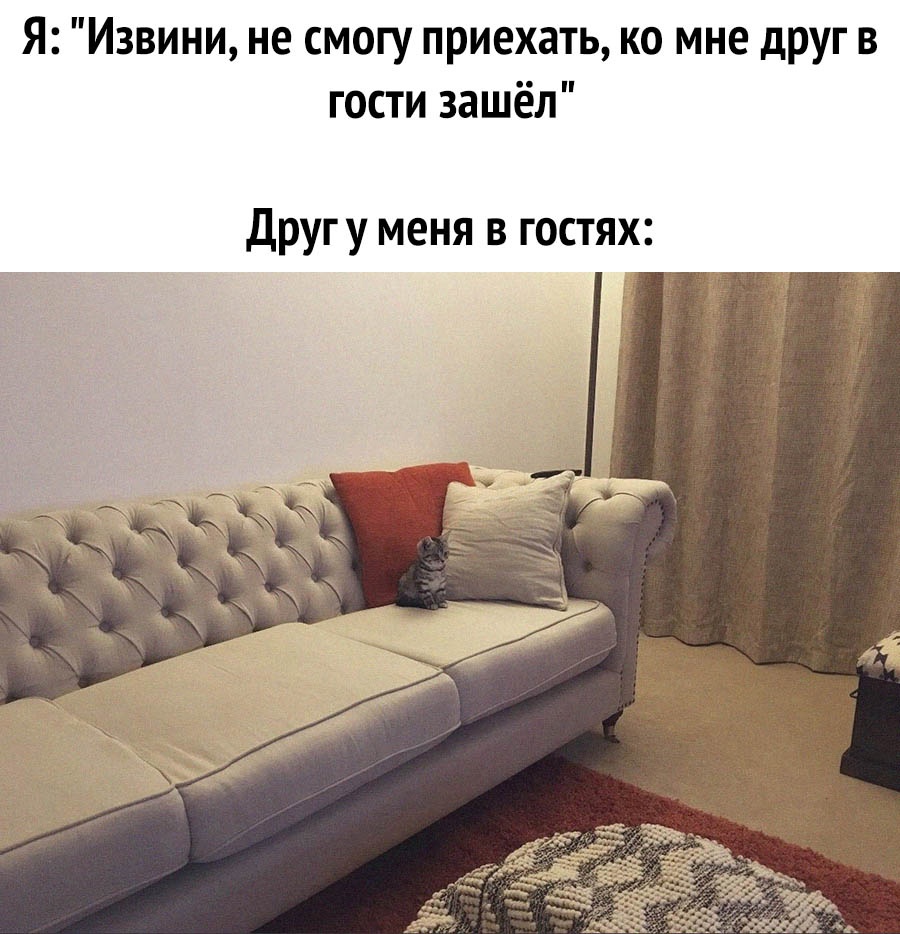 Я: "Извини, не смогу приехать, ко мне друг в
гости зашёл"
Друг у меня в гостях: